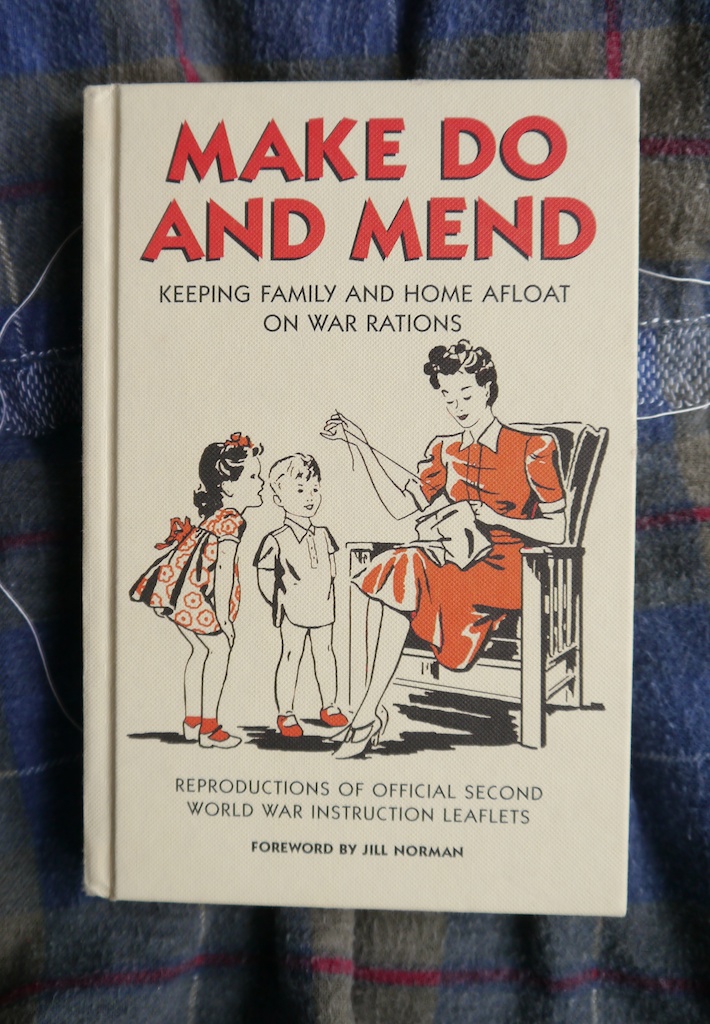 MAKE DO
AND MEND
KEEPING FAMILY AND HOME AFLOAT
ON WAR RATIONS
REPRODUCTIONS OF OFFICIAL SECOND
WORLD WAR INSTRUCTION LEAFLETS
FOREWORD BY JILL NORMAN